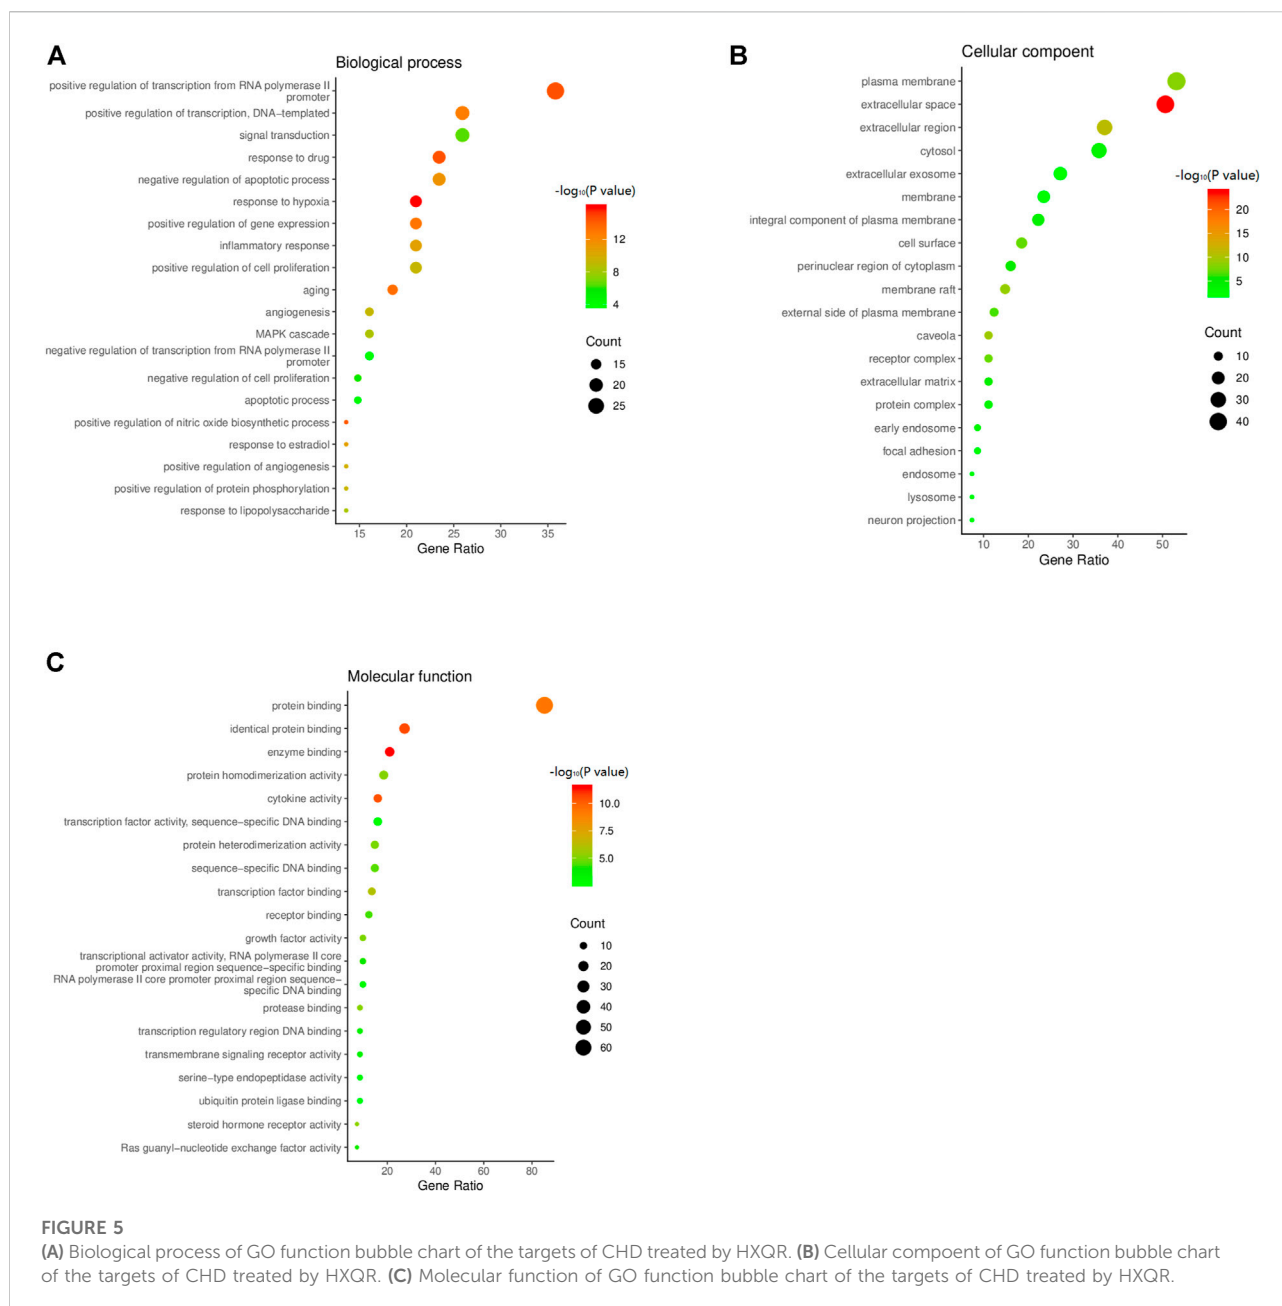 A
Biological process
positive regulation of transcription from RNA polymerase II
promoter
positive regulation of transcription, DNA−templated
signal transduction
response to drug
negative regulation of apoptotic process
response to hypoxia
positive regulation of gene expression
inflammatory response
positive regulation of cell proliferation
aging
angiogenesis
MAPK cascade
negative regulation of transcription from RNA polymerase II
promoter
negative regulation of cell proliferation
apoptotic process
positive regulation of nitric oxide biosynthetic process
response to estradiol
positive regulation of angiogenesis
positive regulation of protein phosphorylation
response to lipopolysaccharide
15 20 25 30 35
Gene Ratio
-log₁₀(P value)
12
8
4
Count
15
20
25
B
Cellular compoent
plasma membrane
extracellular space
extracellular region
cytosol
extracellular exosome
membrane
integral component of plasma membrane
cell surface
perinuclear region of cytoplasm
membrane raft
external side of plasma membrane
caveola
receptor complex
extracellular matrix
protein complex
early endosome
focal adhesion
endosome
lysosome
neuron projection
10 20 30 40 50
Gene Ratio
-log₁₀(P value)
20
15
10
5
Count
10
20
30
40
C
Molecular function
protein binding
identical protein binding
enzyme binding
protein homodimerization activity
cytokine activity
transcription factor activity, sequence−specific DNA binding
protein heterodimerization activity
sequence−specific DNA binding
transcription factor binding
receptor binding
growth factor activity
transcriptional activator activity, RNA polymerase II core
promoter proximal region sequence−specific binding
RNA polymerase II core promoter proximal region sequence−
specific DNA binding
protease binding
transcription regulatory region DNA binding
transmembrane signaling receptor activity
serine−type endopeptidase activity
ubiquitin protein ligase binding
steroid hormone receptor activity
Ras guanyl−nucleotide exchange factor activity
20 40 60 80
Gene Ratio
-log₁₀(P value)
10.0
7.5
5.0
Count
10
20
30
40
50
60
FIGURE 5
(A) Biological process of GO function bubble chart of the targets of CHD treated by HXQR. (B) Cellular compoent of GO function bubble chart
of the targets of CHD treated by HXQR. (C) Molecular function of GO function bubble chart of the targets of CHD treated by HXQR.